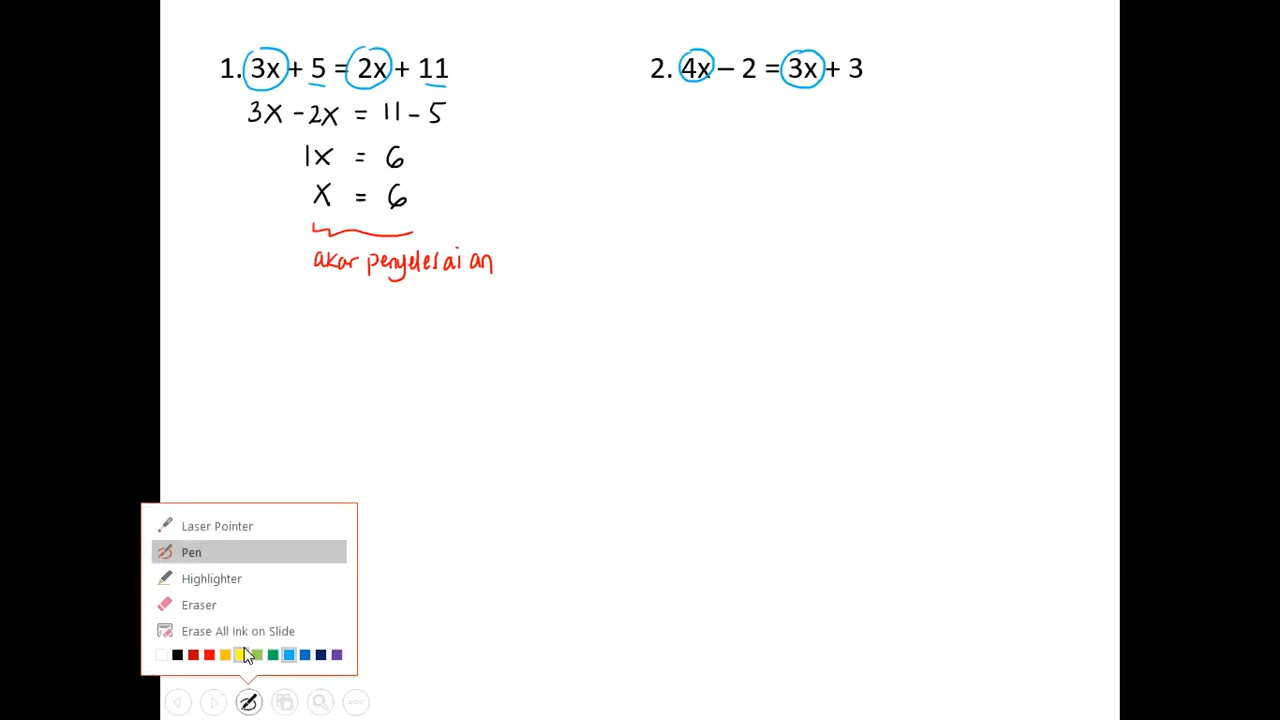 1. 3x + 5 = 2x + 11
3x - 2x = 11 - 5
1x = 6
x = 6
akar penyelesaian
2. 4x – 2 = 3x + 3
Laser Pointer
Pen
Highlighter
Eraser
Erase All Ink on Slide